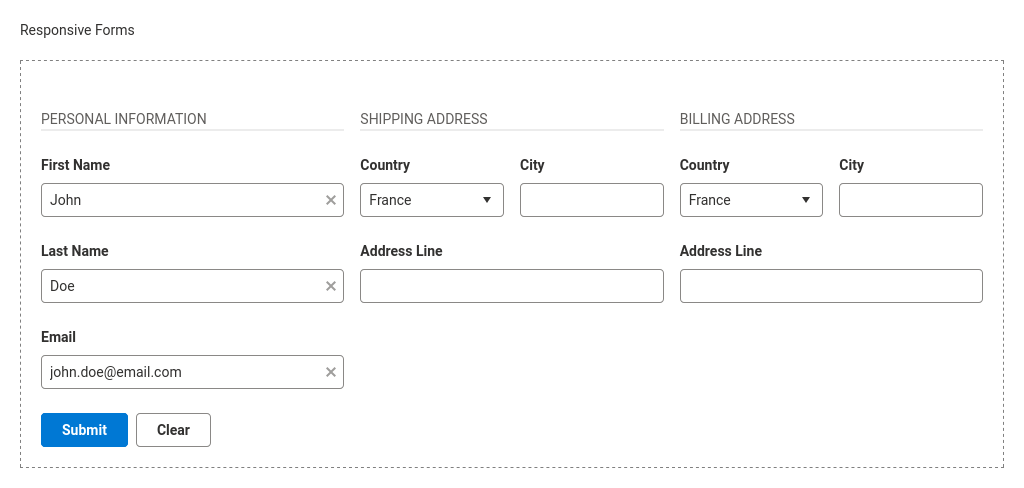 Responsive Forms
PERSONAL INFORMATION
First Name
John
Last Name
Doe
Email
john.doe@email.com
SHIPPING ADDRESS
Country
City
France
Address Line
BILLING ADDRESS
Country
City
France
Address Line
Submit
Clear